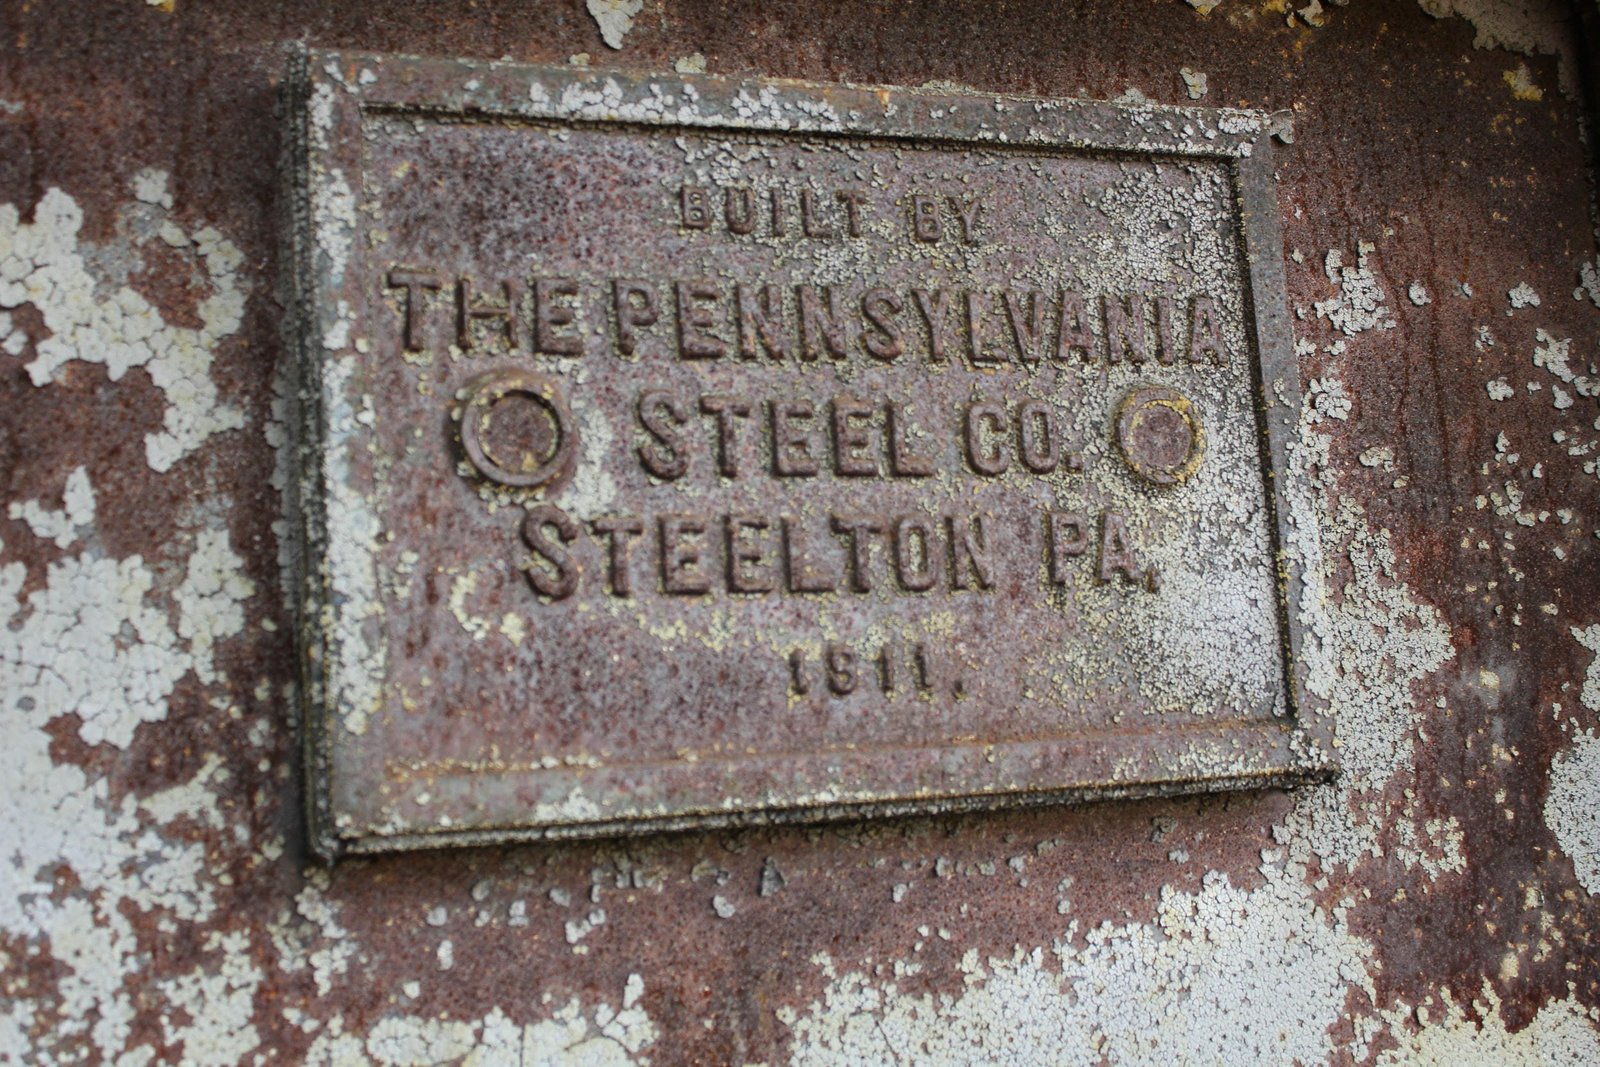 BUILT BY
THE PENNSYLVANIA
STEEL CO.
STEELTON PA.
1911.